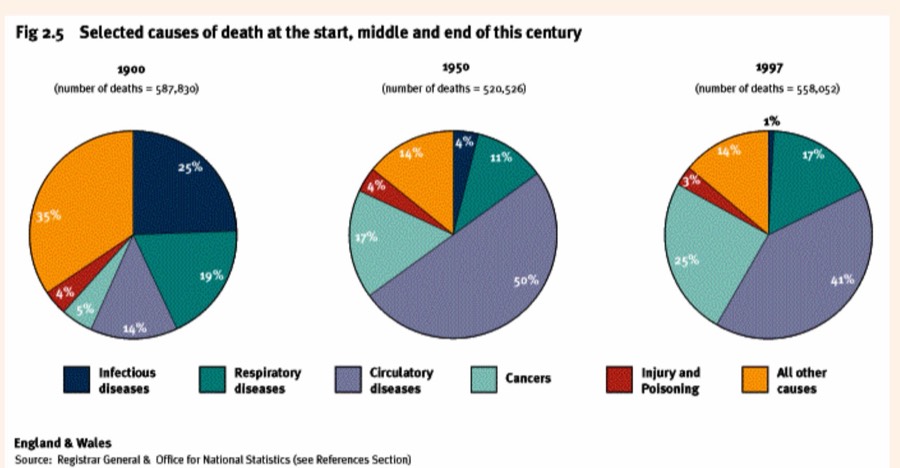 Fig 2.5 Selected causes of death at the start, middle and end of this century
1900
(number of deaths = 587,830)
25%
19%
14%
5%
4%
35%
1950
(number of deaths = 520,526)
4%
11%
50%
17%
4%
14%
1997
(number of deaths = 558,052)
1%
17%
41%
25%
3%
14%
Infectious
diseases
Respiratory
diseases
Circulatory
diseases
Cancers
Injury and
Poisoning
All other
causes
England & Wales
Source: Registrar General & Office for National Statistics (see References Section)